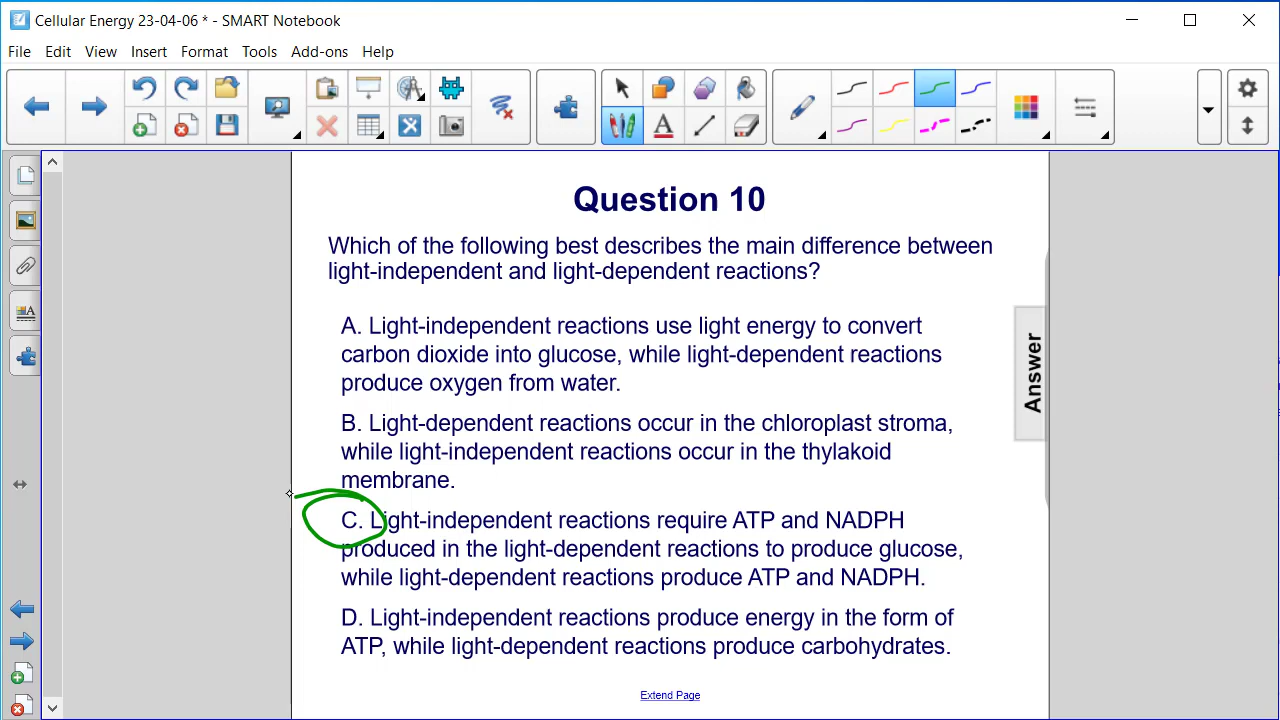 Cellular Energy 23-04-06 * - SMART Notebook
File Edit View Insert Format Tools Add-ons Help
Question 10
Which of the following best describes the main difference between
light-independent and light-dependent reactions?
A. Light-independent reactions use light energy to convert
carbon dioxide into glucose, while light-dependent reactions
produce oxygen from water.
B. Light-dependent reactions occur in the chloroplast stroma,
while light-independent reactions occur in the thylakoid
membrane.
C. Light-independent reactions require ATP and NADPH
produced in the light-dependent reactions to produce glucose,
while light-dependent reactions produce ATP and NADPH.
D. Light-independent reactions produce energy in the form of
ATP, while light-dependent reactions produce carbohydrates.
Answer
Extend Page